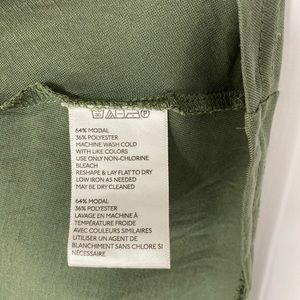 64% MODAL
36% POLYESTER
MACHINE WASH COLD
WITH LIKE COLORS
USE ONLY NON-CHLORINE
BLEACH
RESHAPE & LAY FLAT TO DRY
LOW IRON AS NEEDED
MAY BE DRY CLEANED
64% MODAL
36% POLYESTER
LAVAGE EN MACHINE À
TEMPÉRATURE FROIDE
AVEC COULEURS SIMILAIRES
UTILISER UN AGENT DE
BLANCHIMENT SANS CHLORE SI
NÉCESSAIRE